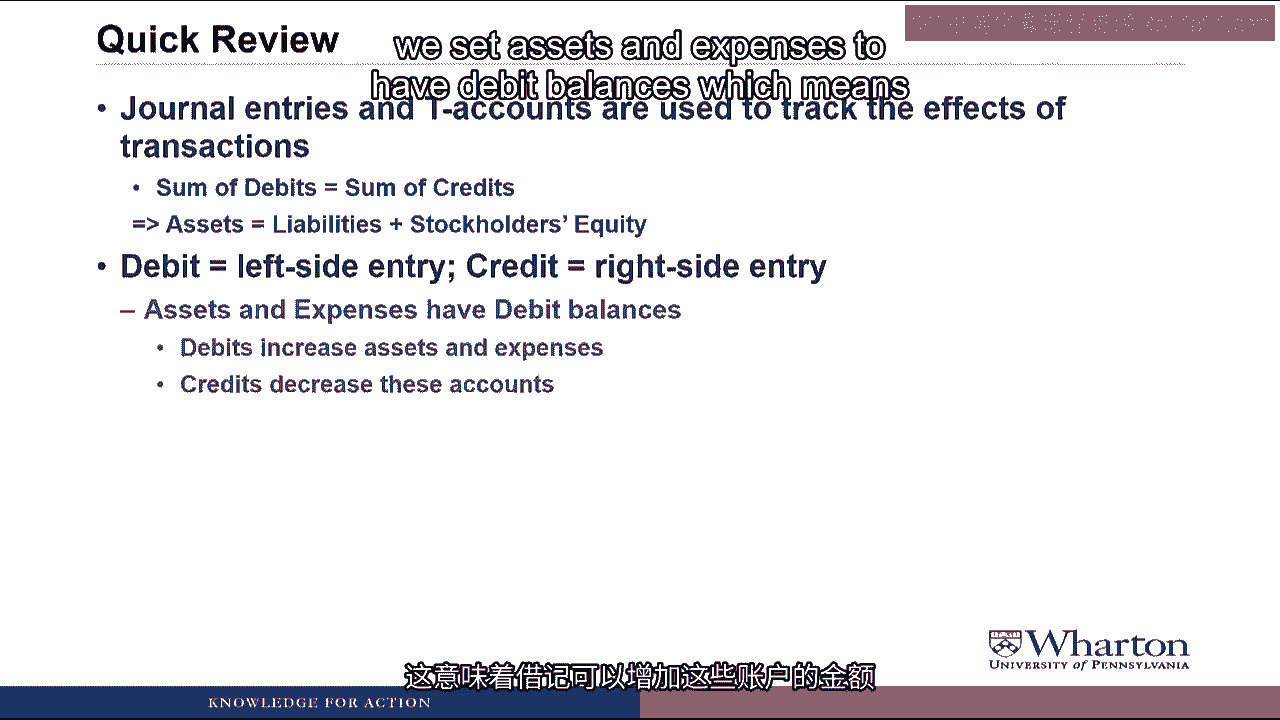 Quick Review
we set assets and expenses to
have debit balances which means
• Journal entries and T-accounts are used to track the effects of
transactions
• Sum of Debits = Sum of Credits
=> Assets = Liabilities + Stockholders’ Equity
• Debit = left-side entry; Credit = right-side entry
– Assets and Expenses have Debit balances
• Debits increase assets and expenses
• Credits decrease these accounts
Wharton
UNIVERSITY of PENNSYLVANIA
这意味着借记可以增加这些账户的金额
KNOWLEDGE FOR ACTION